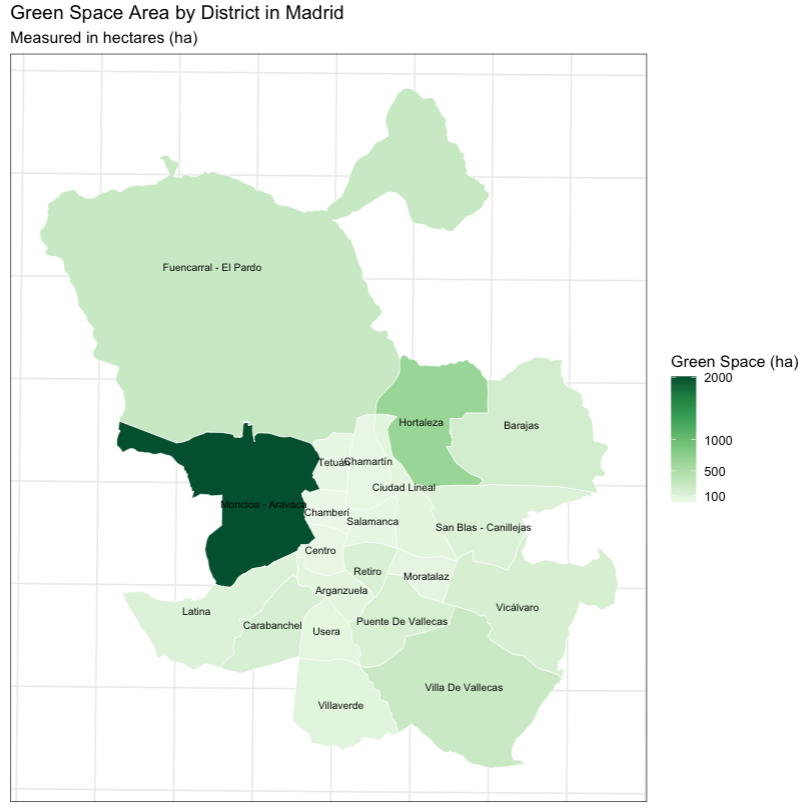 Green Space Area by District in Madrid
Measured in hectares (ha)
Fuencarral - El Pardo
Green Space (ha)
2000
1000
500
100
Hortaleza
Barajas
Tetuán
Chamartín
Ciudad Lineal
Moncloa - Aravaca
Chamberí
Salamanca
San Blas - Canillejas
Centro
Retiro
Moratalaz
Arganzuela
Latina
Vicálvaro
Carabanchel
Puente De Vallecas
Usera
Villa De Vallecas
Villaverde